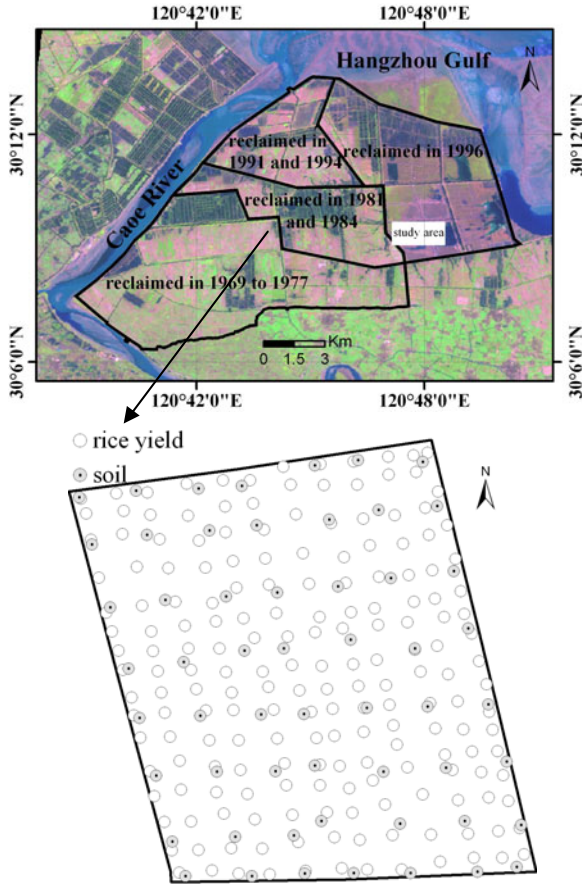 120°42'0"E
120°48'0"E
Hangzhou Gulf
N
30°12'0"N
30°12'0"N
reclaimed in
1991 and 1994
reclaimed in 1996
Caoe River
reclaimed in 1981
and 1984
study area
reclaimed in 1969 to 1977
Km
0 1.5 3
30°6'0"N
30°6'0"N
120°42'0"E
120°48'0"E
rice yield
soil
N